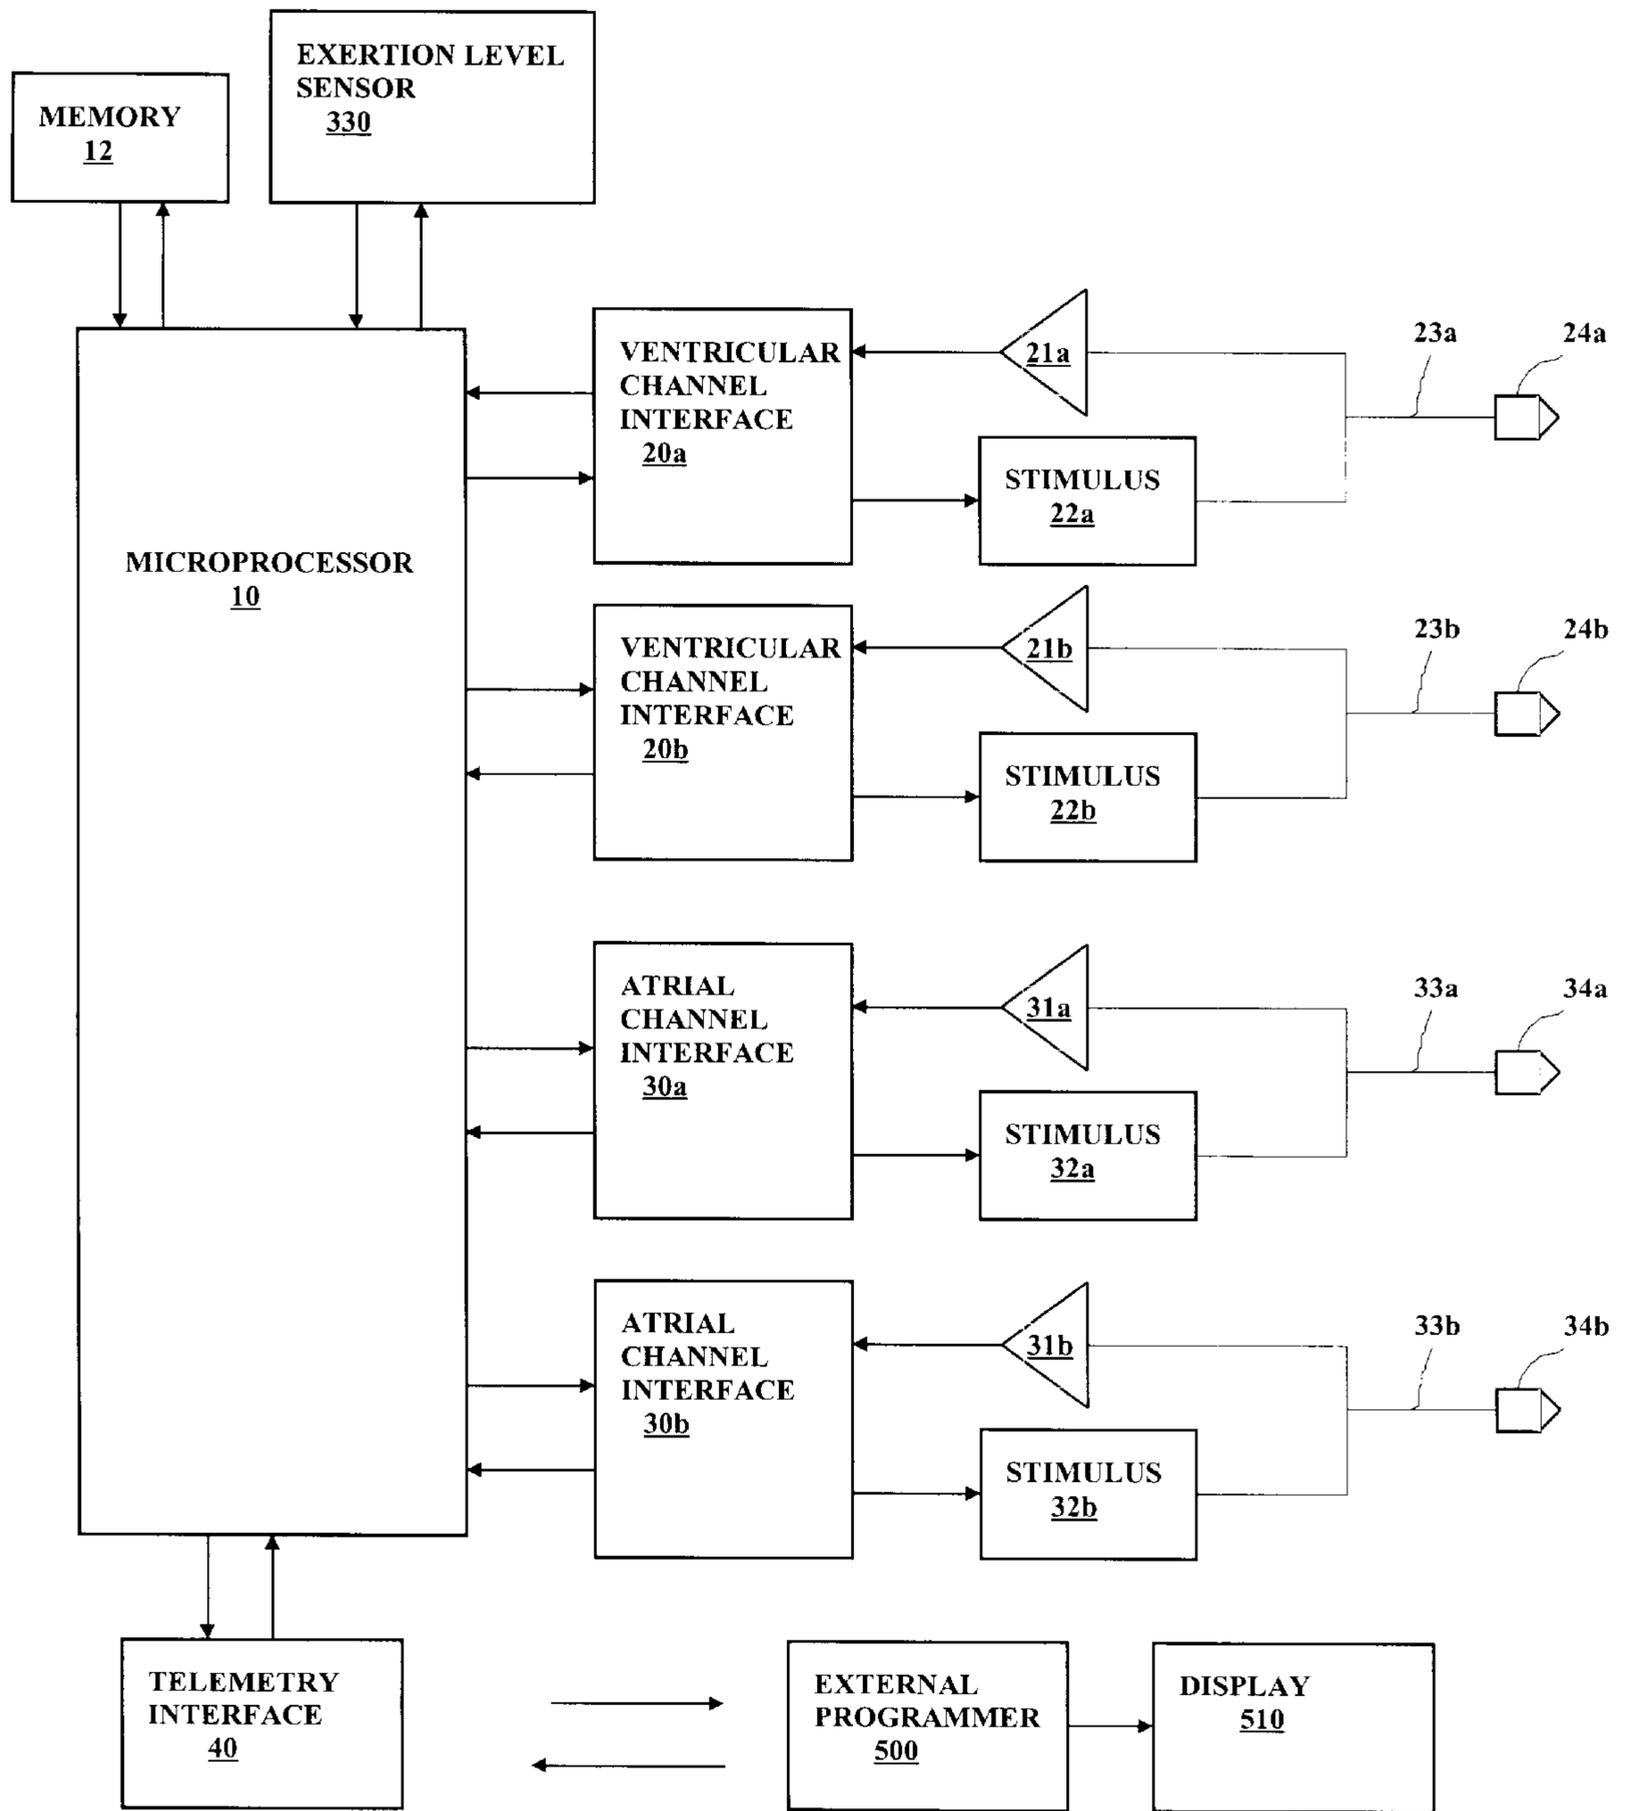 EXERTION LEVEL
SENSOR
330
MEMORY
12
MICROPROCESSOR
10
VENTRICULAR
CHANNEL
INTERFACE
20a
21a
STIMULUS
22a
23a
24a
VENTRICULAR
CHANNEL
INTERFACE
20b
21b
STIMULUS
22b
23b
24b
ATRIAL
CHANNEL
INTERFACE
30a
31a
STIMULUS
32a
33a
34a
ATRIAL
CHANNEL
INTERFACE
30b
31b
STIMULUS
32b
33b
34b
TELEMETRY
INTERFACE
40
EXTERNAL
PROGRAMMER
500
DISPLAY
510